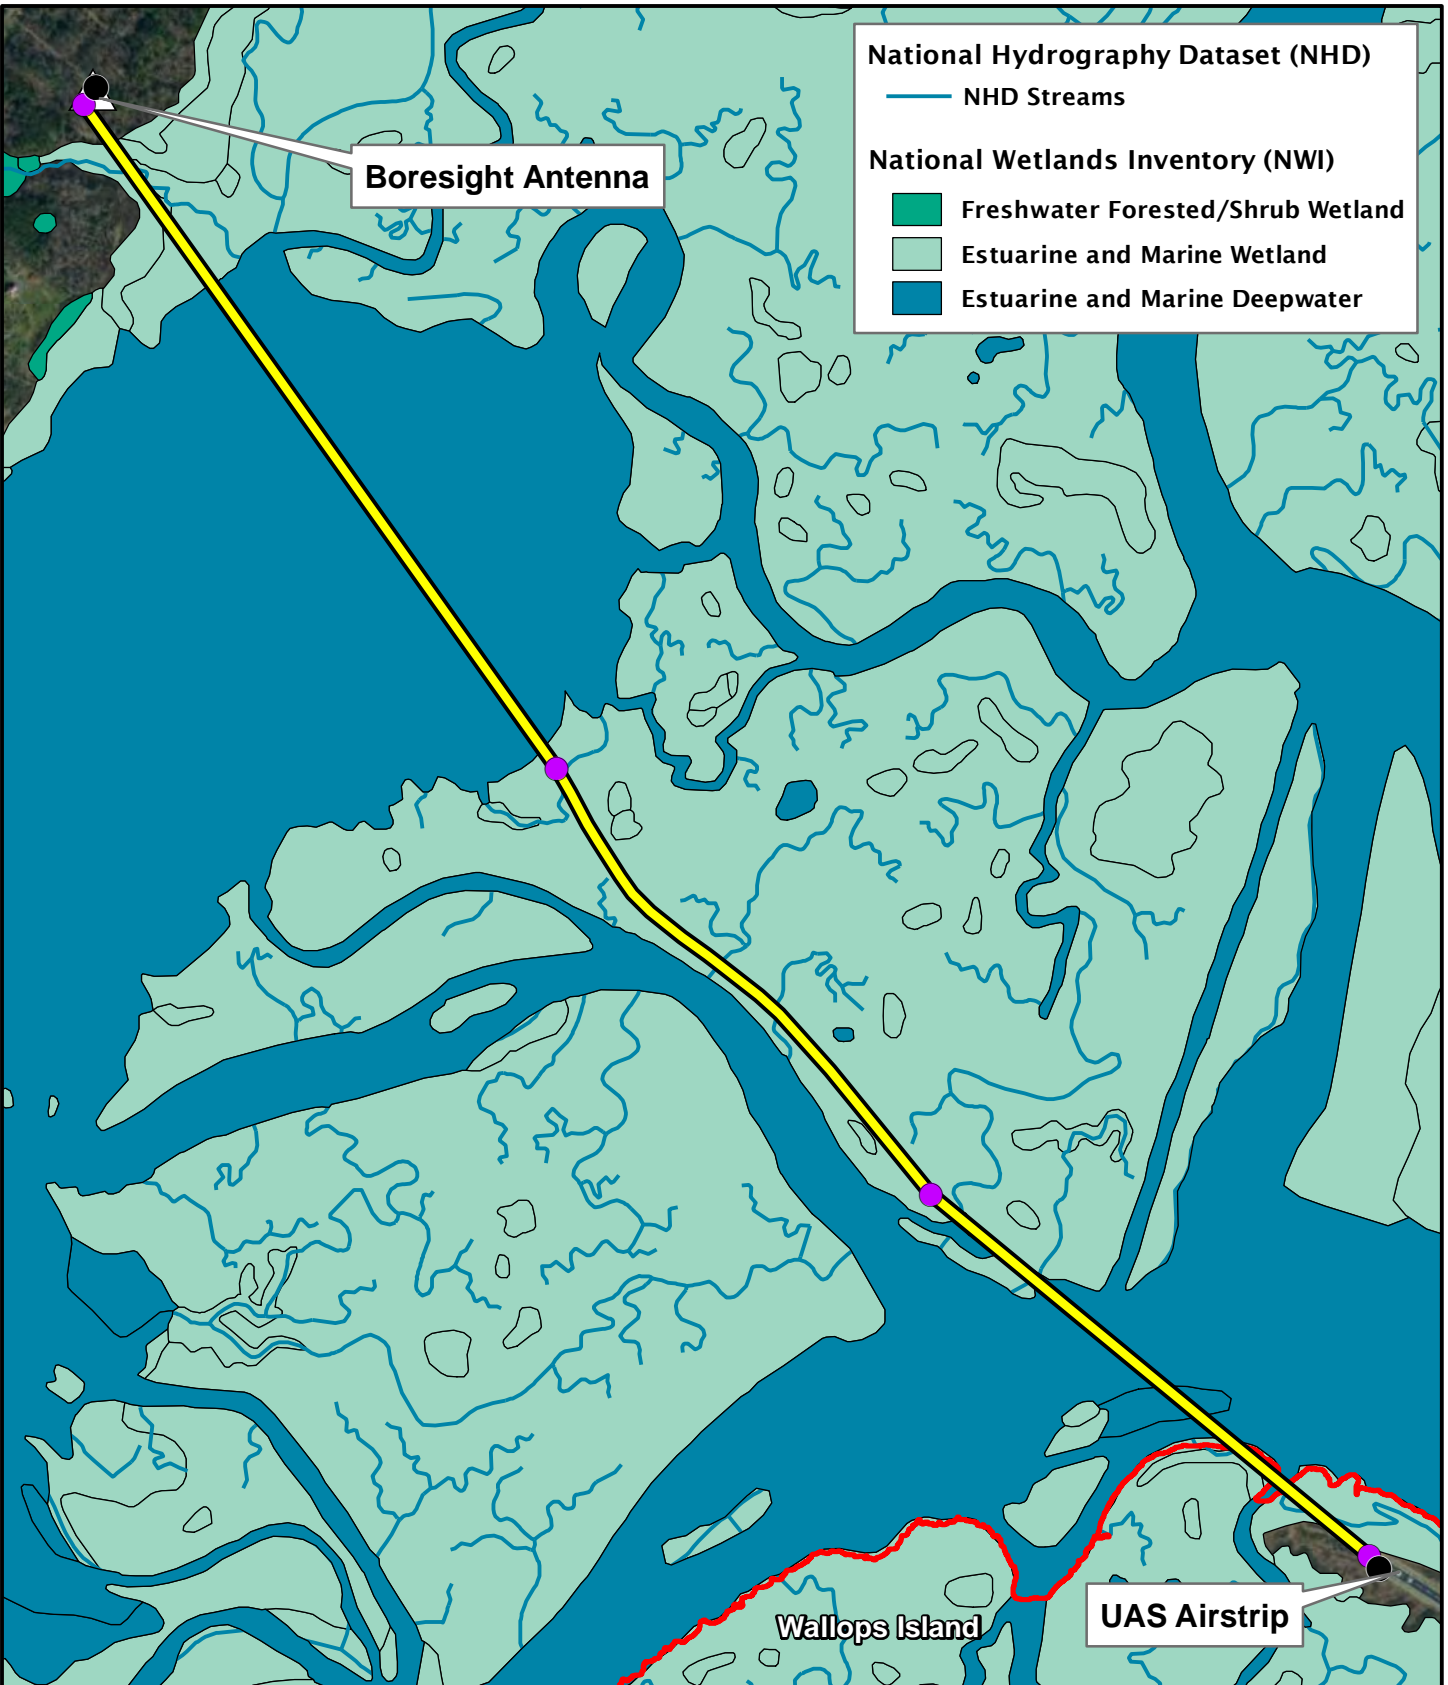 National Hydrography Dataset (NHD)
NHD Streams
National Wetlands Inventory (NWI)
Freshwater Forested/Shrub Wetland
Estuarine and Marine Wetland
Estuarine and Marine Deepwater
Boresight Antenna
UAS Airstrip
Wallops Island